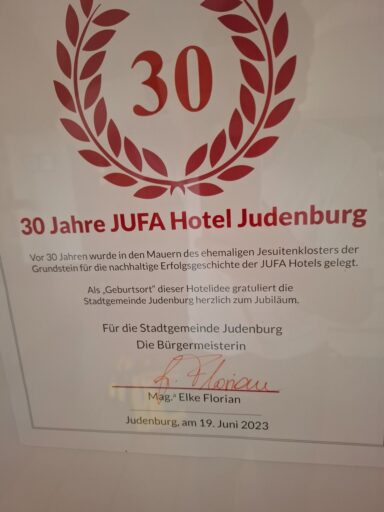 30
30 Jahre JUFA Hotel Judenburg
Vor 30 Jahren wurde in den Mauern des ehemaligen Jesuitenklosters der
Grundstein für die nachhaltige Erfolgsgeschichte der JUFA Hotels gelegt.
Als „Geburtsort" dieser Hotelidee gratuliert die
Stadtgemeinde Judenburg herzlich zum Jubiläum.
Für die Stadtgemeinde Judenburg
Die Bürgermeisterin
E. Florian
Mag.ª Elke Florian
Judenburg, am 19. Juni 2023